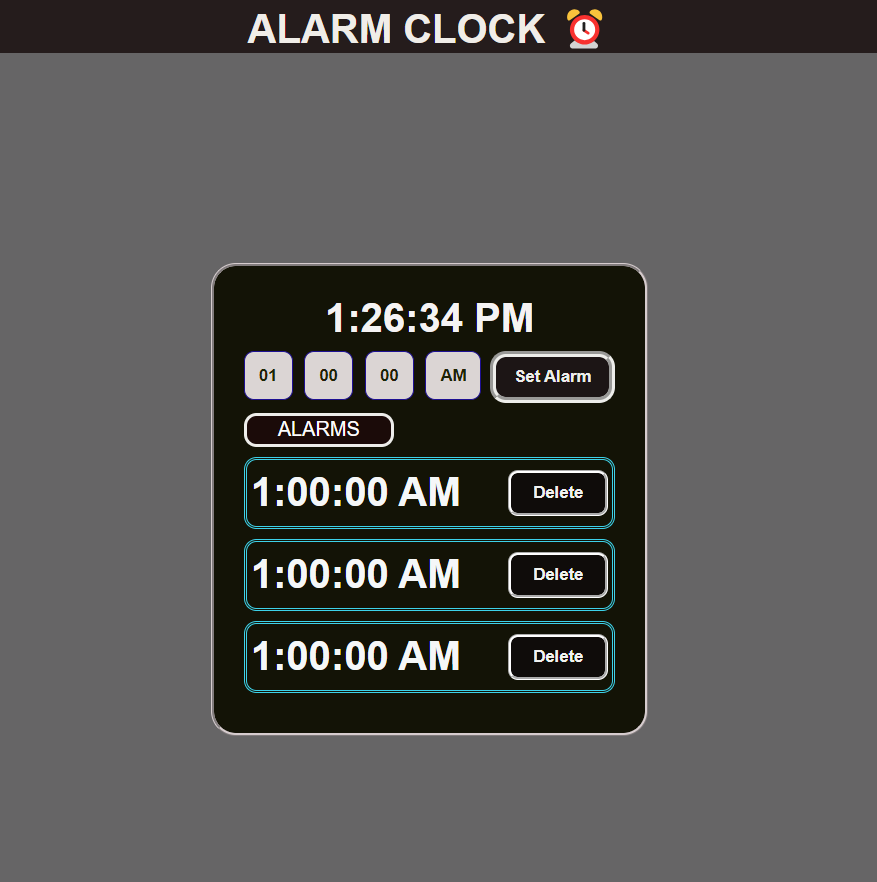 ALARM CLOCK ⏰
1:26:34 PM
01 00 00 AM Set Alarm
ALARMS
1:00:00 AM Delete
1:00:00 AM Delete
1:00:00 AM Delete